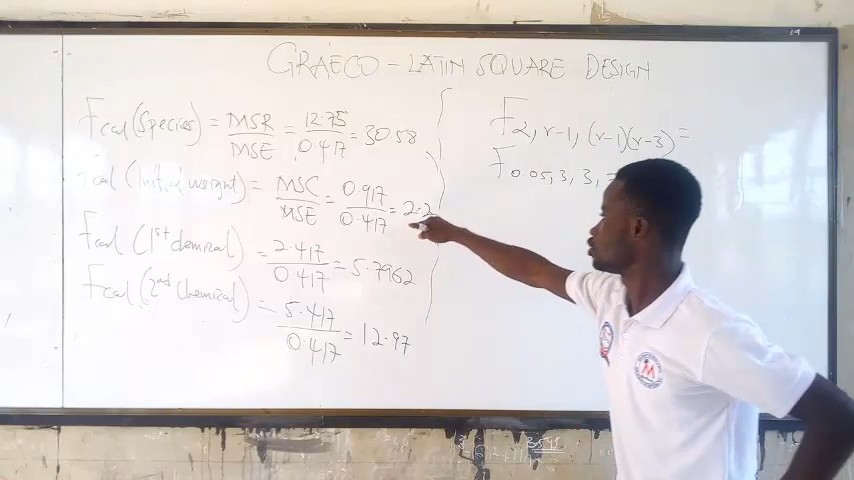 GRAECO - LATIN SQUARE DESIGN
Fcal (Species) = MSR/MSE = 12.75/0.417 = 30.58
Fcal (Initial weight) = MSC/MSE = 0.917/0.417 = 2.2
Fcal (1st chemical) = 2.417/0.417 = 5.7962
Fcal (2nd Chemical) = 5.417/0.417 = 12.97
F2, r-1, (r-1)(r-3) =
F0.05, 3, 3, =